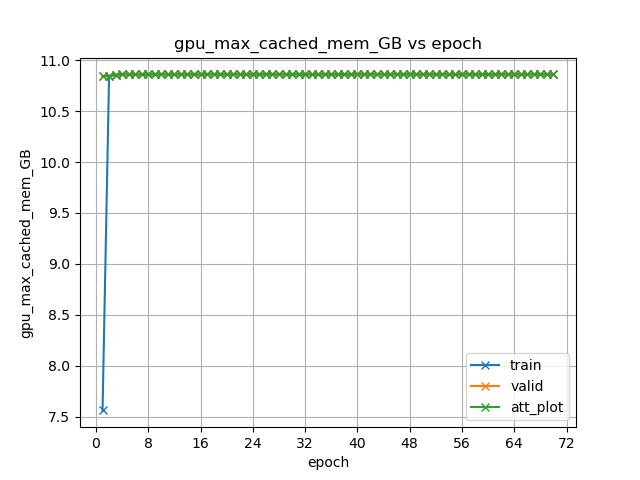 gpu_max_cached_mem_GB vs epoch
11.0
10.5
10.0
9.5
9.0
8.5
8.0
7.5
gpu_max_cached_mem_GB
train
valid
att_plot
0 8 16 24 32 40 48 56 64 72
epoch